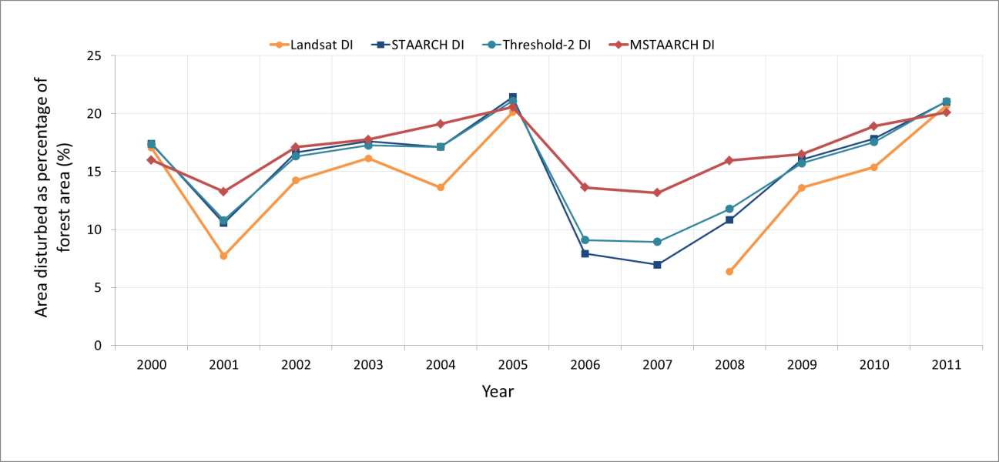 Landsat DI STAARCH DI Threshold-2 DI MSTAARCH DI
Area disturbed as percentage of
forest area (%)
25
20
15
10
5
0
2000 2001 2002 2003 2004 2005 2006 2007 2008 2009 2010 2011
Year